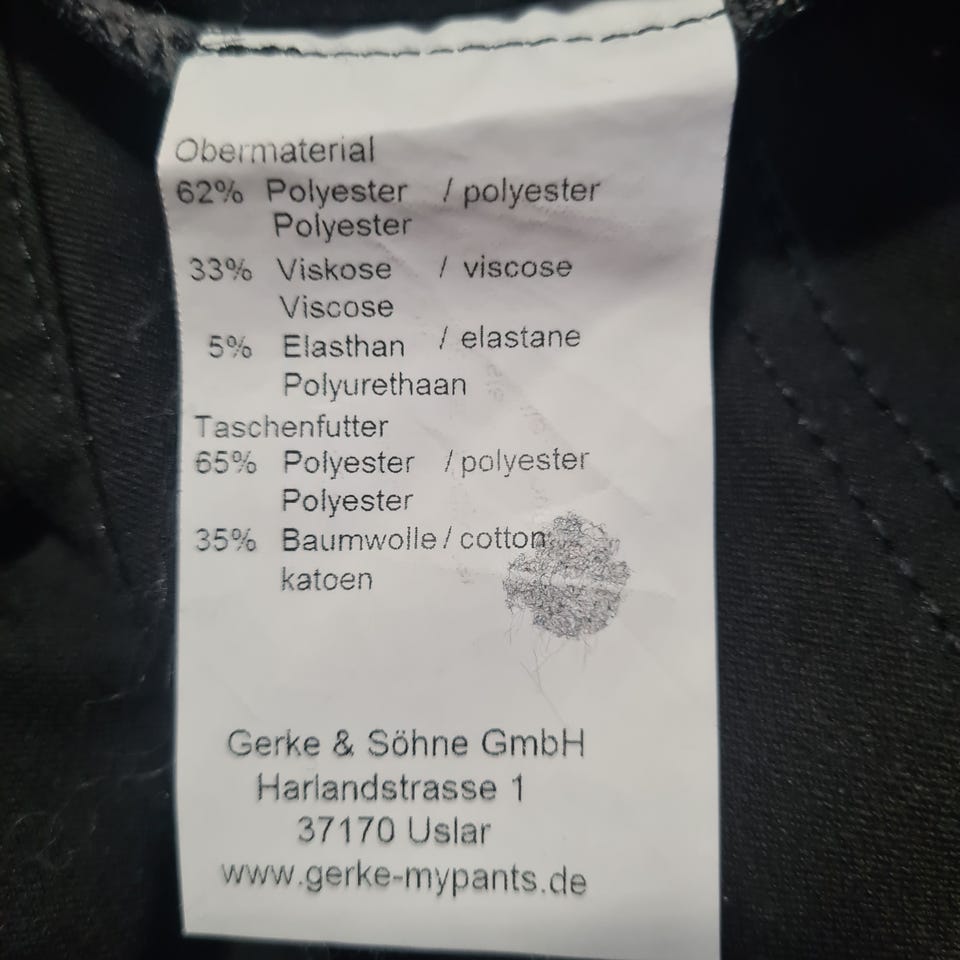 Obermaterial
62% Polyester / polyester
Polyester
33% Viskose / viscose
Viscose
5% Elasthan / elastane
Polyurethaan
Taschenfutter
65% Polyester / polyester
Polyester
35% Baumwolle / cotton
katoen
Gerke & Söhne GmbH
Harlandstrasse 1
37170 Uslar
www.gerke-mypants.de